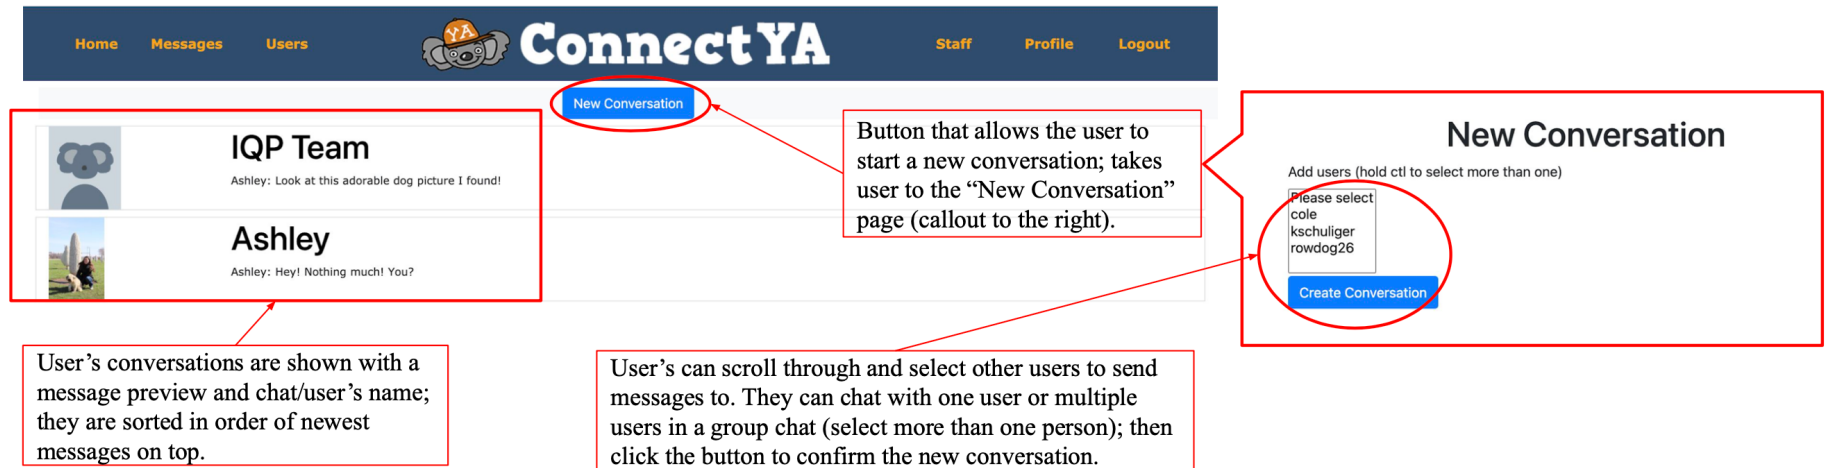 Home Messages Users YA ConnectYA Staff Profile Logout
New Conversation
IQP Team
Ashley: Look at this adorable dog picture I found!
Ashley
Ashley: Hey! Nothing much! You?
Button that allows the user to
start a new conversation; takes
user to the “New Conversation”
page (callout to the right).
New Conversation
Add users (hold ctl to select more than one)
Please select
cole
kschuliger
rowdog26
Create Conversation
User’s conversations are shown with a
message preview and chat/user’s name;
they are sorted in order of newest
messages on top.
User’s can scroll through and select other users to send
messages to. They can chat with one user or multiple
users in a group chat (select more than one person); then
click the button to confirm the new conversation.